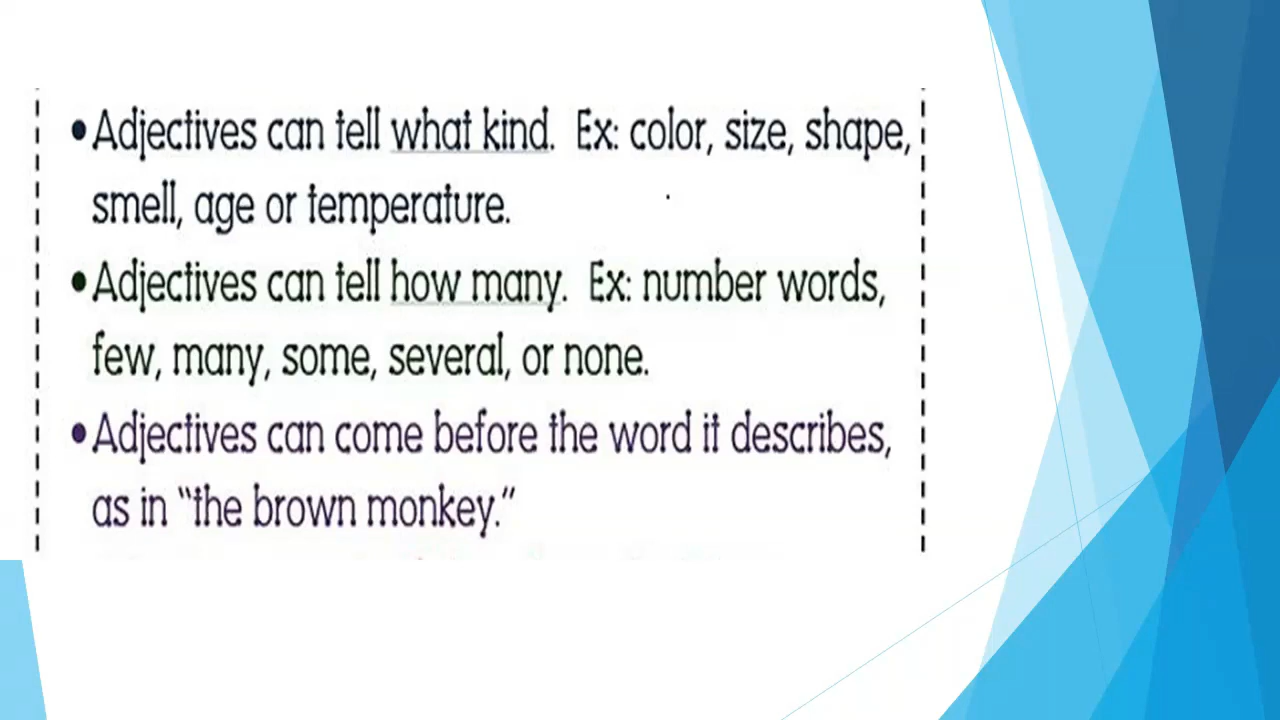 •Adjectives can tell what kind. Ex: color, size, shape,
smell, age or temperature.
•Adjectives can tell how many. Ex: number words,
few, many, some, several, or none.
•Adjectives can come before the word it describes,
as in “the brown monkey.”